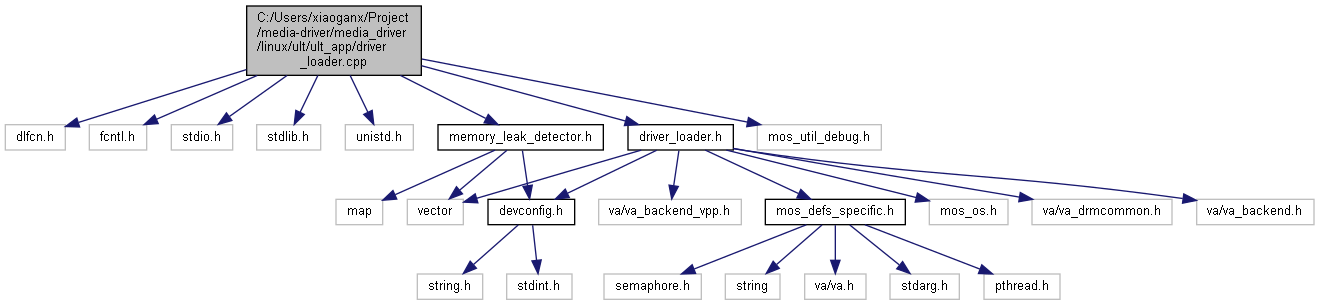 C:/Users/xiaoganx/Project
/media-driver/media_driver
/linux/ult/ult_app/driver
_loader.cpp
dlfcn.h
fcntl.h
stdio.h
stdlib.h
unistd.h
memory_leak_detector.h
driver_loader.h
mos_util_debug.h
map
vector
devconfig.h
va/va_backend_vpp.h
mos_defs_specific.h
mos_os.h
va/va_drmcommon.h
va/va_backend.h
string.h
stdint.h
semaphore.h
string
va/va.h
stdarg.h
pthread.h